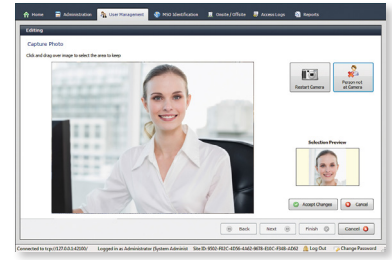 Home Administration User Management MSO Identification Onsite / Offsite Access Logs Reports
Editing
Capture Photo
Click and drag over image to select the area to keep
Restart Camera
Person not at Camera
Selection Preview
Accept Changes Cancel
Back Next Finish Cancel
Logged in as Administrator (System Administ Log Out Change Password